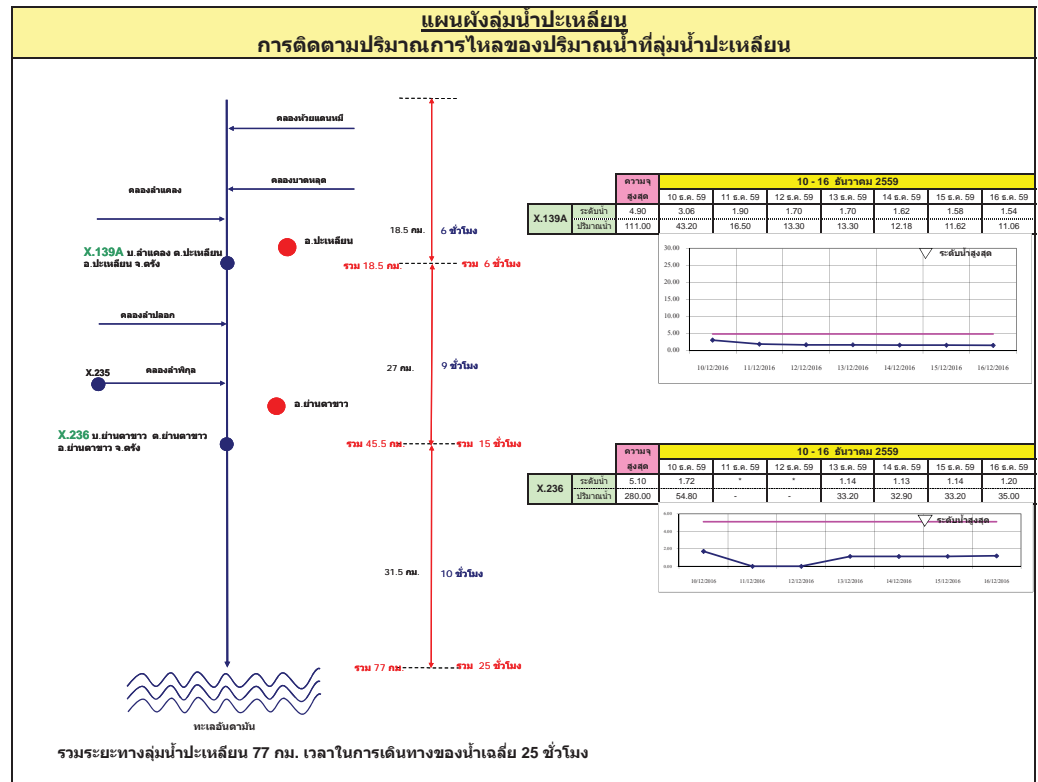 แผนผังลุ่มน้ำปะเหลียน
การติดตามปริมาณการไหลของปริมาณน้ำที่ลุ่มน้ำปะเหลียน
คลองห้วยแดนหมี
คลองบาดหลุด
คลองลำแคลง
18.5 กม. 6 ชั่วโมง
อ.ปะเหลียน
X.139A บ.ลำแคลง ต.ปะเหลียน
อ.ปะเหลียน จ.ตรัง
รวม 18.5 กม. รวม 6 ชั่วโมง
คลองลำปลอก
X.235 คลองลำพิกุล
27 กม. 9 ชั่วโมง
อ.ย่านตาขาว
X.236 บ.ย่านตาขาว ต.ย่านตาขาว
อ.ย่านตาขาว จ.ตรัง
รวม 45.5 กม. รวม 15 ชั่วโมง
31.5 กม. 10 ชั่วโมง
รวม 77 กม. รวม 25 ชั่วโมง
ทะเลอันดามัน
รวมระยะทางลุ่มน้ำปะเหลียน 77 กม. เวลาในการเดินทางของน้ำเฉลี่ย 25 ชั่วโมง
ความจุ 10 - 16 ธันวาคม 2559
สูงสุด 10 ธ.ค. 59 11 ธ.ค. 59 12 ธ.ค. 59 13 ธ.ค. 59 14 ธ.ค. 59 15 ธ.ค. 59 16 ธ.ค. 59
X.139A
ระดับน้ำ 4.90 3.06 1.90 1.70 1.70 1.62 1.58 1.54
ปริมาณน้ำ 111.00 43.20 16.50 13.30 13.30 12.18 11.62 11.06
ระดับน้ำสูงสุด
30.00
25.00
20.00
15.00
10.00
5.00
0.00
10/12/2016 11/12/2016 12/12/2016 13/12/2016 14/12/2016 15/12/2016 16/12/2016
ความจุ 10 - 16 ธันวาคม 2559
สูงสุด 10 ธ.ค. 59 11 ธ.ค. 59 12 ธ.ค. 59 13 ธ.ค. 59 14 ธ.ค. 59 15 ธ.ค. 59 16 ธ.ค. 59
X.236
ระดับน้ำ 5.10 1.72 * * 1.14 1.13 1.14 1.20
ปริมาณน้ำ 280.00 54.80 - - 33.20 32.90 33.20 35.00
ระดับน้ำสูงสุด
6.00
4.00
2.00
0.00
10/12/2016 11/12/2016 12/12/2016 13/12/2016 14/12/2016 15/12/2016 16/12/2016